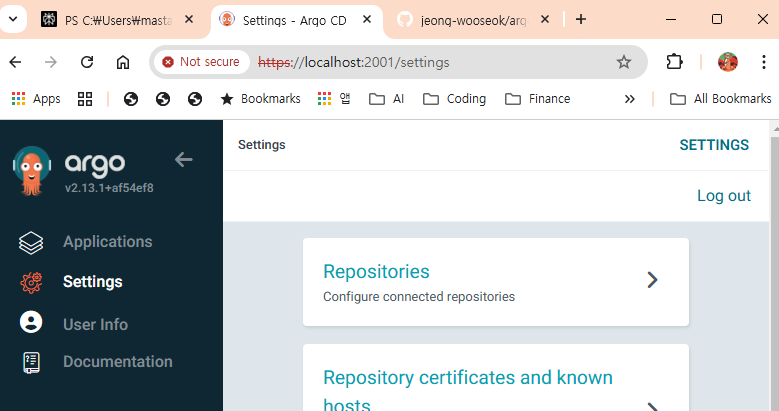 PS C:₩Users₩masta
Settings - Argo CD
jeong-wooseok/arg
Not secure
https://localhost:2001/settings
Apps
Bookmarks
앱
AI
Coding
Finance
All Bookmarks
argo
v2.13.1+af54ef8
Applications
Settings
User Info
Documentation
Settings
SETTINGS
Log out
Repositories
Configure connected repositories
Repository certificates and known
hosts